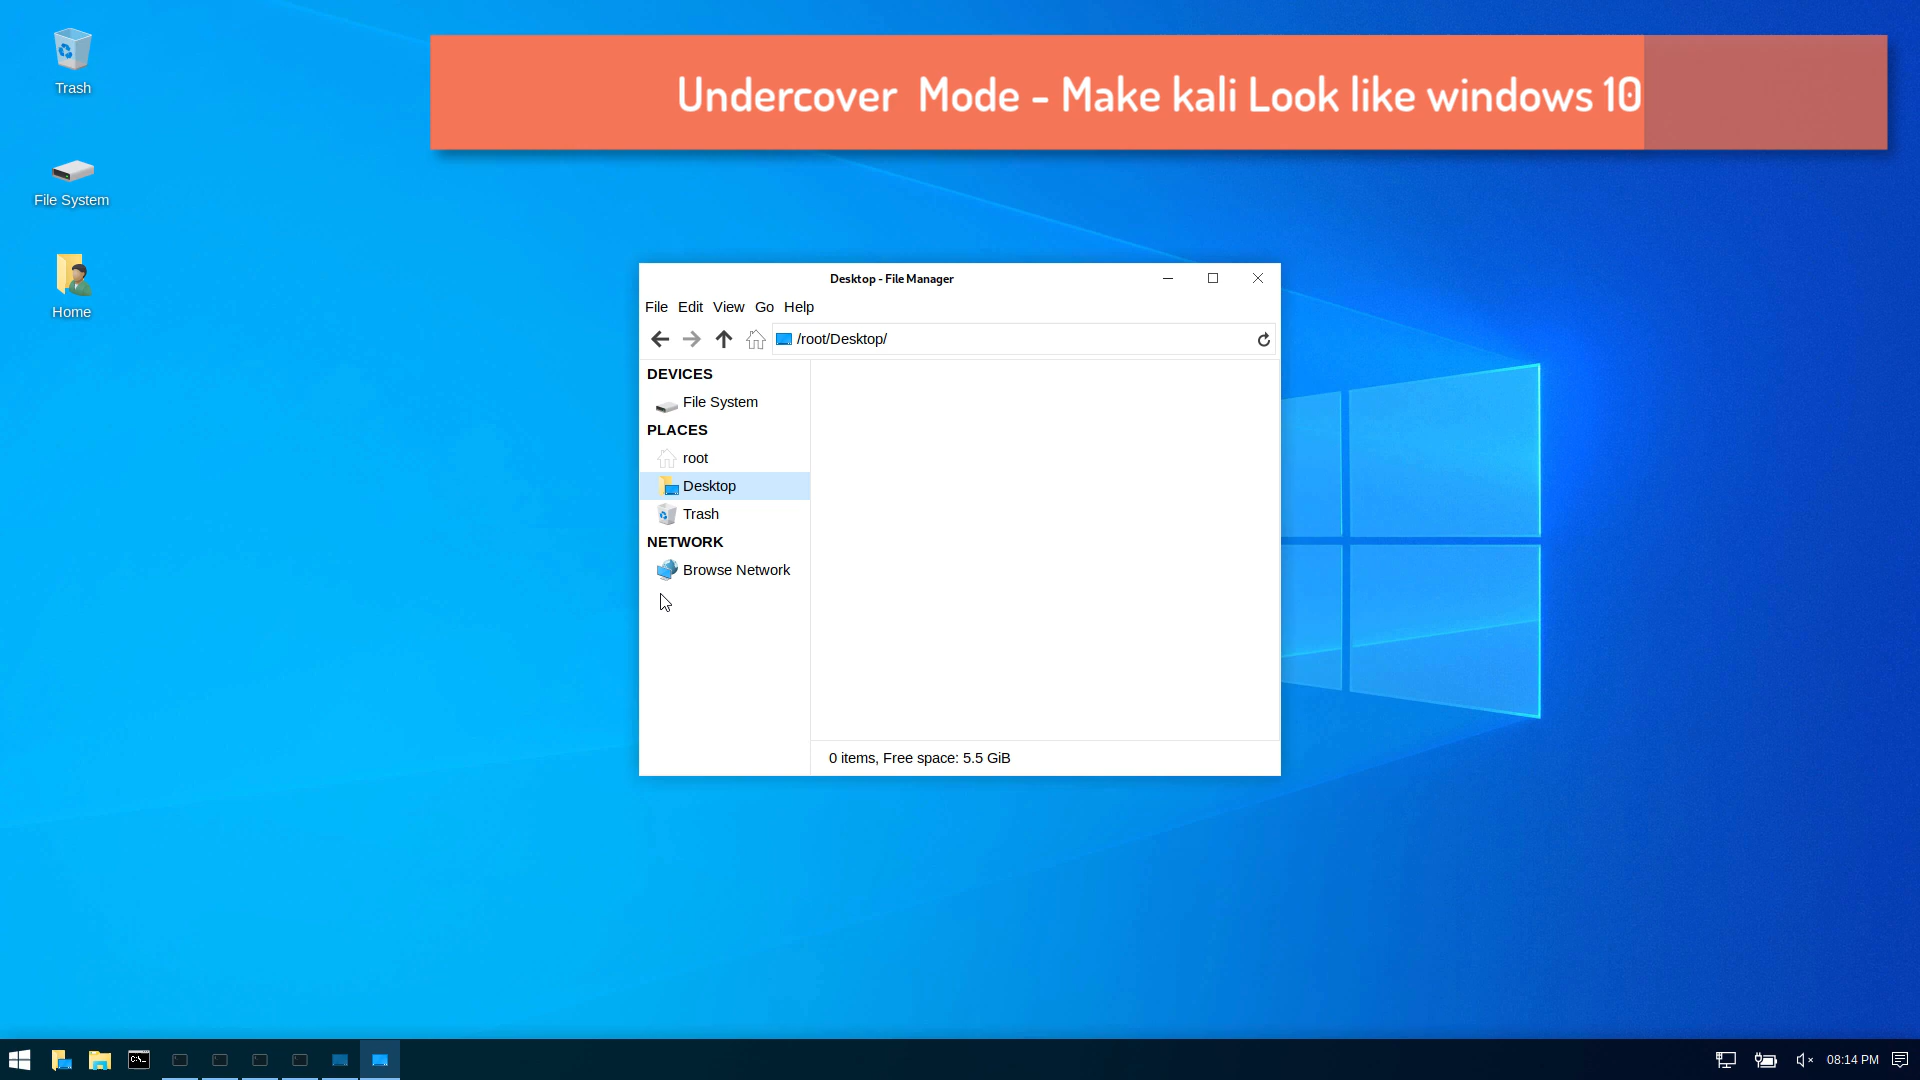 Undercover Mode - Make kali Look like windows 10
Trash
File System
Home
Desktop - File Manager
File Edit View Go Help
/root/Desktop/
DEVICES
File System
PLACES
root
Desktop
Trash
NETWORK
Browse Network
0 items, Free space: 5.5 GiB
C:\_
08:14 PM